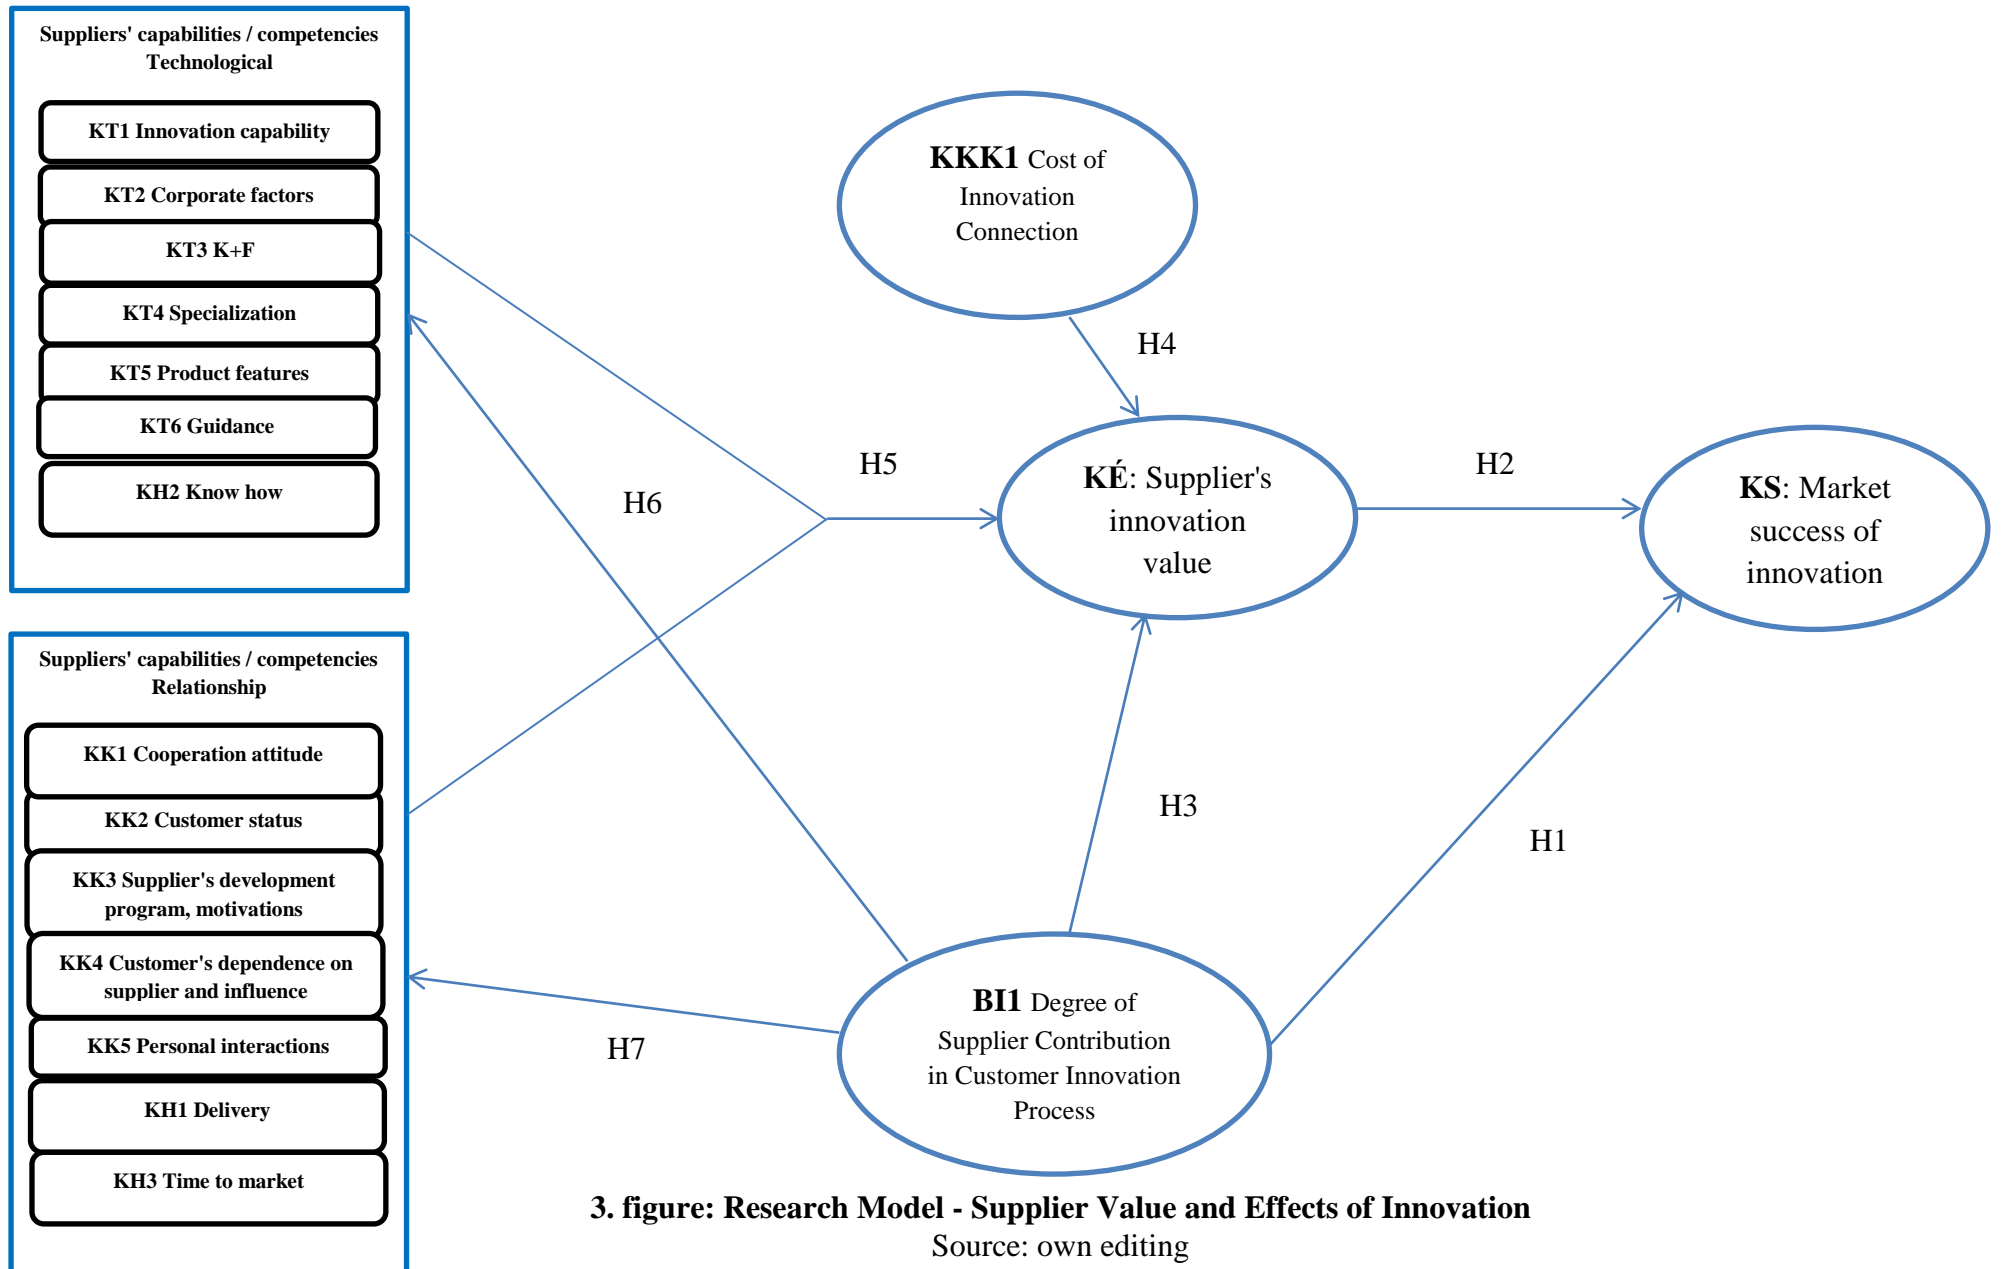 Suppliers' capabilities / competencies
Technological
KT1 Innovation capability
KT2 Corporate factors
KT3 K+F
KT4 Specialization
KT5 Product features
KT6 Guidance
KH2 Know how
Suppliers' capabilities / competencies
Relationship
KK1 Cooperation attitude
KK2 Customer status
KK3 Supplier's development
program, motivations
KK4 Customer's dependence on
supplier and influence
KK5 Personal interactions
KH1 Delivery
KH3 Time to market
KKK1 Cost of
Innovation
Connection
H4
H5
H6
KÉ: Supplier's
innovation
value
H2
KS: Market
success of
innovation
H3
H1
H7
BI1 Degree of
Supplier Contribution
in Customer Innovation
Process
3. figure: Research Model - Supplier Value and Effects of Innovation
Source: own editing